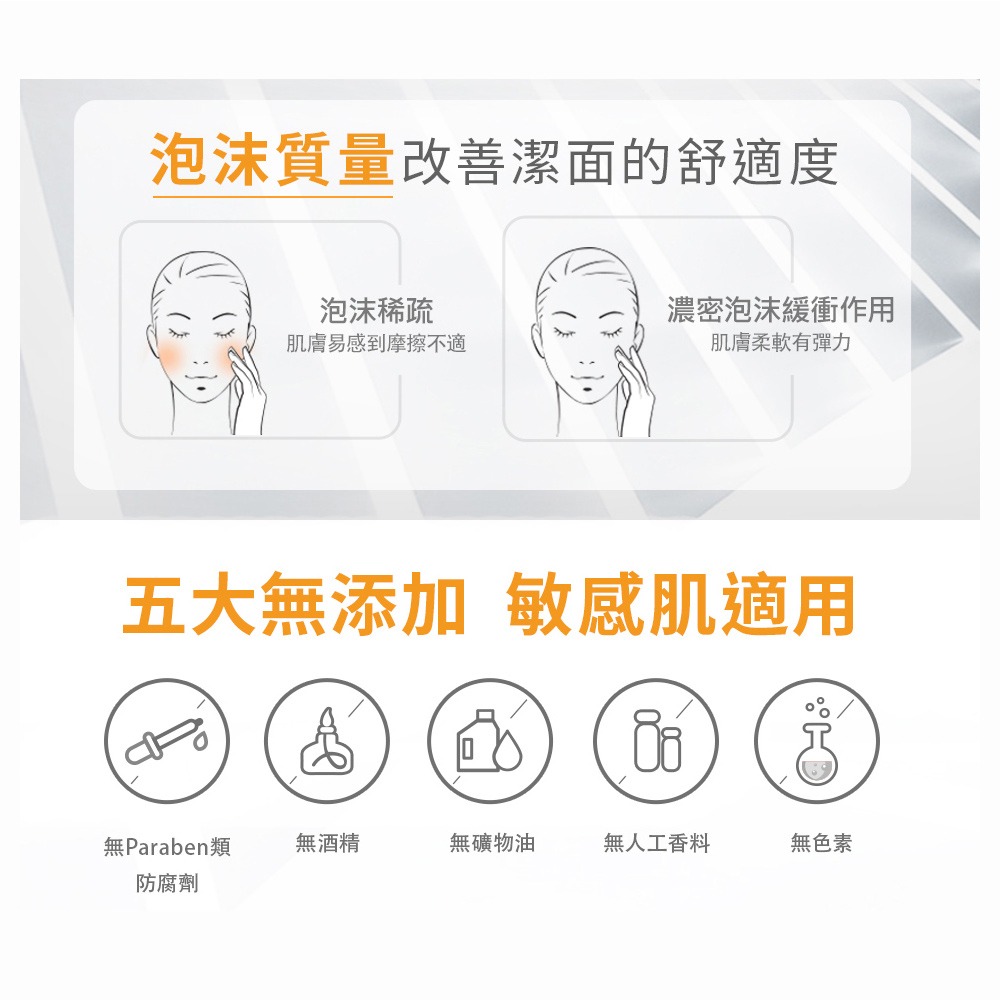 泡沫質量改善潔面的舒適度
泡沫稀疏
肌膚易感到摩擦不適
濃密泡沫緩衝作用
肌膚柔軟有彈力
五大無添加 敏感肌適用
無Paraben類
防腐劑
無酒精
無礦物油
無人工香料
無色素